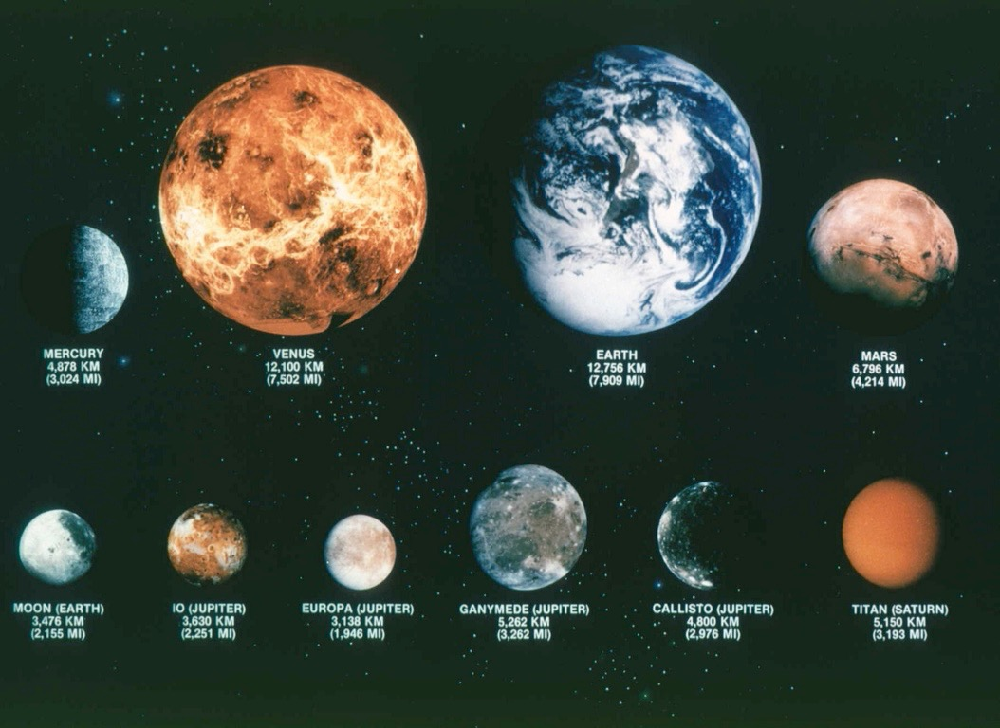 MERCURY
4,878 KM
(3,024 MI)
VENUS
12,100 KM
(7,502 MI)
EARTH
12,756 KM
(7,909 MI)
MARS
6,796 KM
(4,214 MI)
MOON (EARTH)
3,476 KM
(2,155 MI)
IO (JUPITER)
3,630 KM
(2,251 MI)
EUROPA (JUPITER)
3,138 KM
(1,946 MI)
GANYMEDE (JUPITER)
5,262 KM
(3,262 MI)
CALLISTO (JUPITER)
4,800 KM
(2,976 MI)
TITAN (SATURN)
5,150 KM
(3,193 MI)